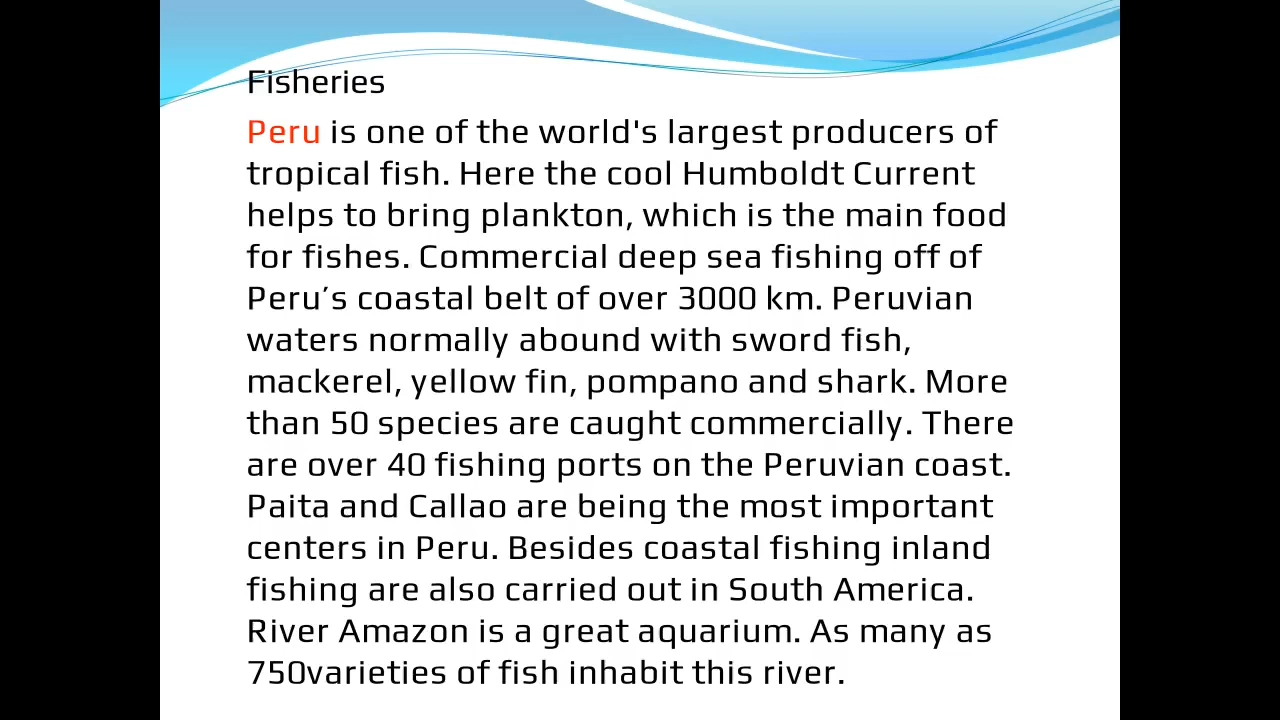 Fisheries
Peru is one of the world's largest producers of
tropical fish. Here the cool Humboldt Current
helps to bring plankton, which is the main food
for fishes. Commercial deep sea fishing off of
Peru’s coastal belt of over 3000 km. Peruvian
waters normally abound with sword fish,
mackerel, yellow fin, pompano and shark. More
than 50 species are caught commercially. There
are over 40 fishing ports on the Peruvian coast.
Paita and Callao are being the most important
centers in Peru. Besides coastal fishing inland
fishing are also carried out in South America.
River Amazon is a great aquarium. As many as
750varieties of fish inhabit this river.